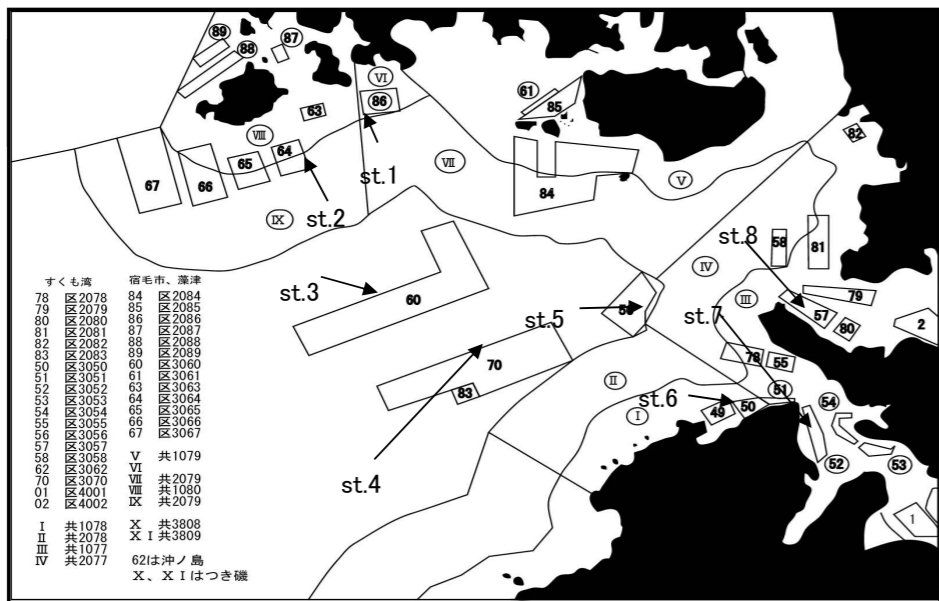 89
87
88
63
VI
86
VIII
65
64
67
66
IX
st.1
st.2
VII
61
85
84
V
82
st.3
60
st.5
IV
st.8
58
81
III
79
57
80
2
st.7
70
83
st.4
II
I
78
55
51
st.6
49
50
54
52
53
1
すくも湾
78 区2078
79 区2079
80 区2080
81 区2081
82 区2082
83 区2083
50 区3050
51 区3051
52 区3052
53 区3053
54 区3054
55 区3055
56 区3056
57 区3057
58 区3058
62 区3062
70 区3070
01 区4001
02 区4002
I 共1078
II 共2078
III 共1077
IV 共2077
宿毛市、藻津
84 区2084
85 区2085
86 区2086
87 区2087
88 区2088
89 区2089
60 区3060
61 区3061
63 区3063
64 区3064
65 区3065
66 区3066
67 区3067
V 共1079
VI
VII 共2079
VIII 共1080
IX 共2079
X 共3808
XI共3809
62は沖ノ島
X、XIはつき磯